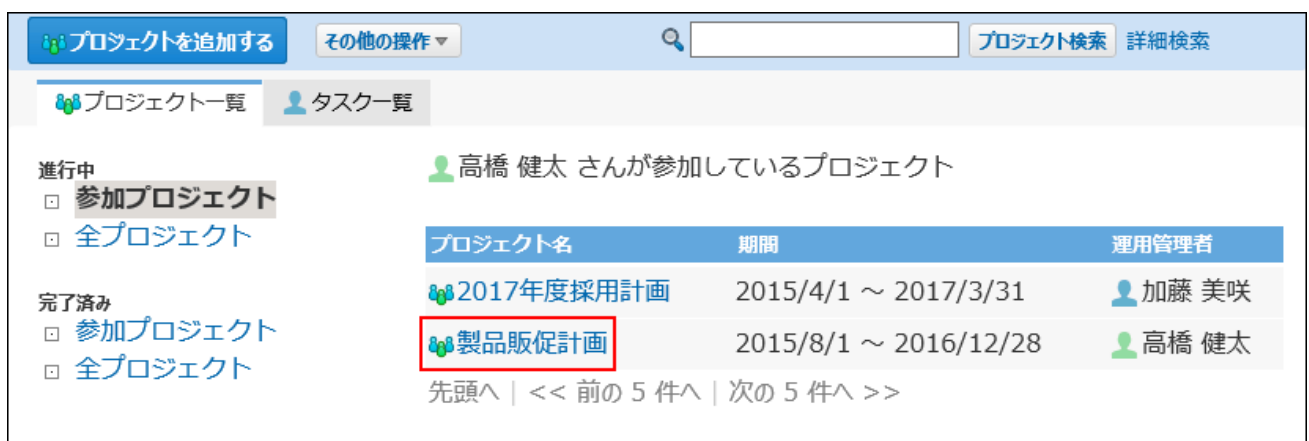 プロジェクトを追加する その他の操作▼ プロジェクト検索 詳細検索
プロジェクト一覧 タスク一覧
進行中
参加プロジェクト
全プロジェクト
完了済み
参加プロジェクト
全プロジェクト
高橋 健太 さんが参加しているプロジェクト
プロジェクト名 期間 運用管理者
2017年度採用計画 2015/4/1 ～ 2017/3/31 加藤 美咲
製品販促計画 2015/8/1 ～ 2016/12/28 高橋 健太
先頭へ | << 前の 5 件へ | 次の 5 件へ >>